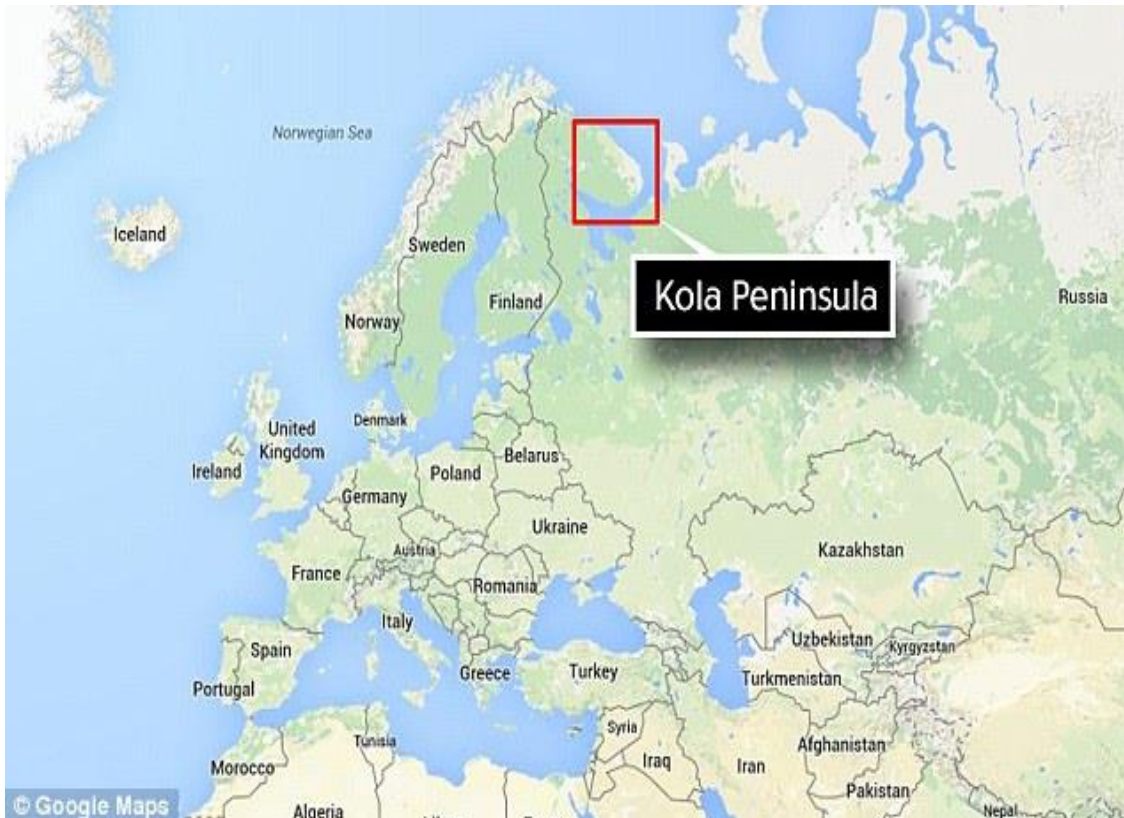 Norwegian Sea
Iceland
Sweden
Finland
Norway
Kola Peninsula
Russia
Denmark
United
Kingdom
Ireland
Belarus
Poland
Germany
Ukraine
Kazakhstan
Austria
France
Romania
Italy
Uzbekistan
Kyrgyzstan
Spain
Greece
Turkey
Turkmenistan
Portugal
Syria
Tunisia
Afghanistan
Iraq
Iran
Morocco
Pakistan
© Google Maps
Algeria
Nepal